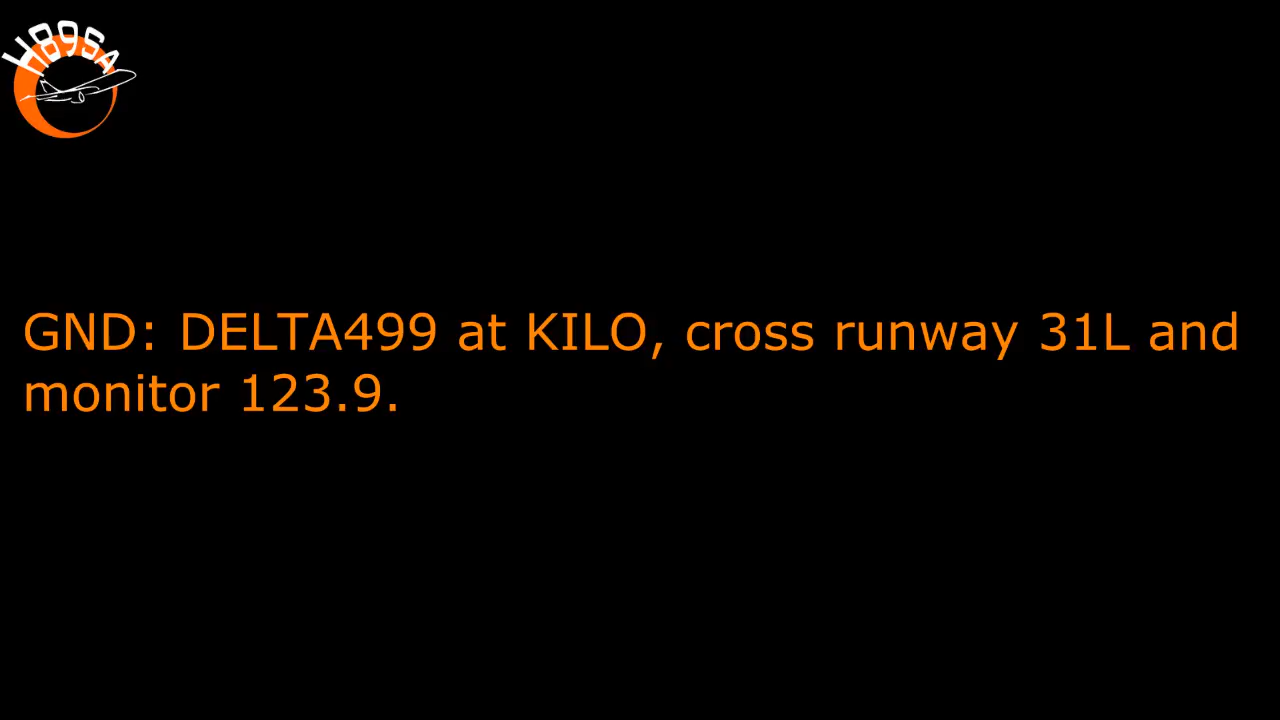 H89SA
GND: DELTA499 at KILO, cross runway 31L and
monitor 123.9.